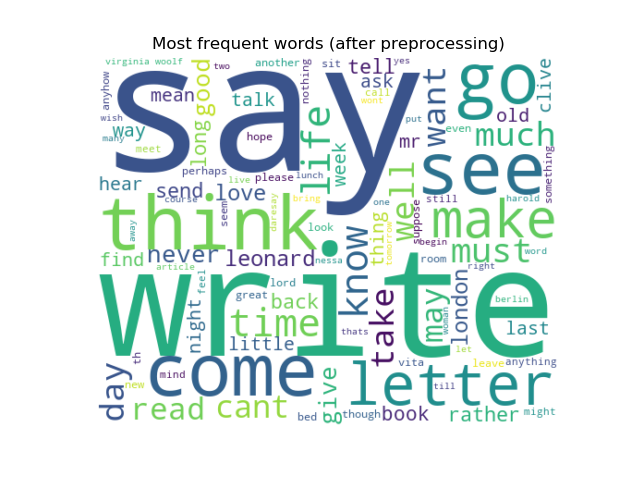 Most frequent words (after preprocessing)
virginia woolf
two
another
sit
yes
anyhow
say
good
nothing
tell
go
clive
mean
ask
call
wont
want
wish
talk
old
put
way
many
long
hope
life
mr
even
much
meet
perhaps
week
see
something
hear
send
love
live
please
lunch
well
still
one
harold
course
think
seem
daresay
bring
look
thing
tomorrow
suppose
make
away
never
leonard
nessa
know
begin
must
word
find
article
feel
lord
room
right
write
night
great
back
time
take
may
woman
london
berlin
last
little
thats
th
come
let
day
new
mind
vita
leave
anything
letter
till
read
cant
bed
give
though
book
rather
might